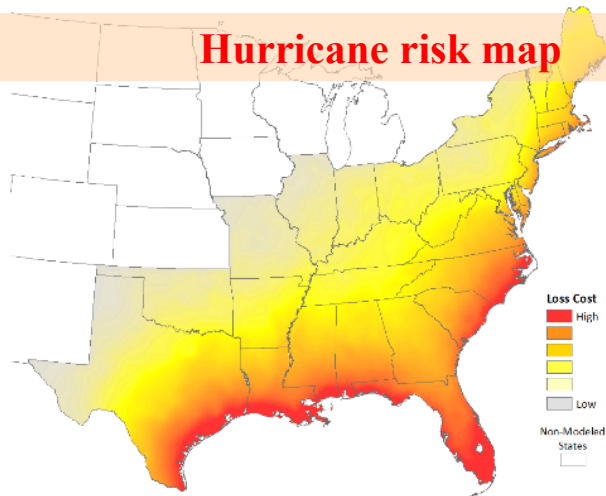 Hurricane risk map
Loss Cost
High
Low
Non-Modeled
States